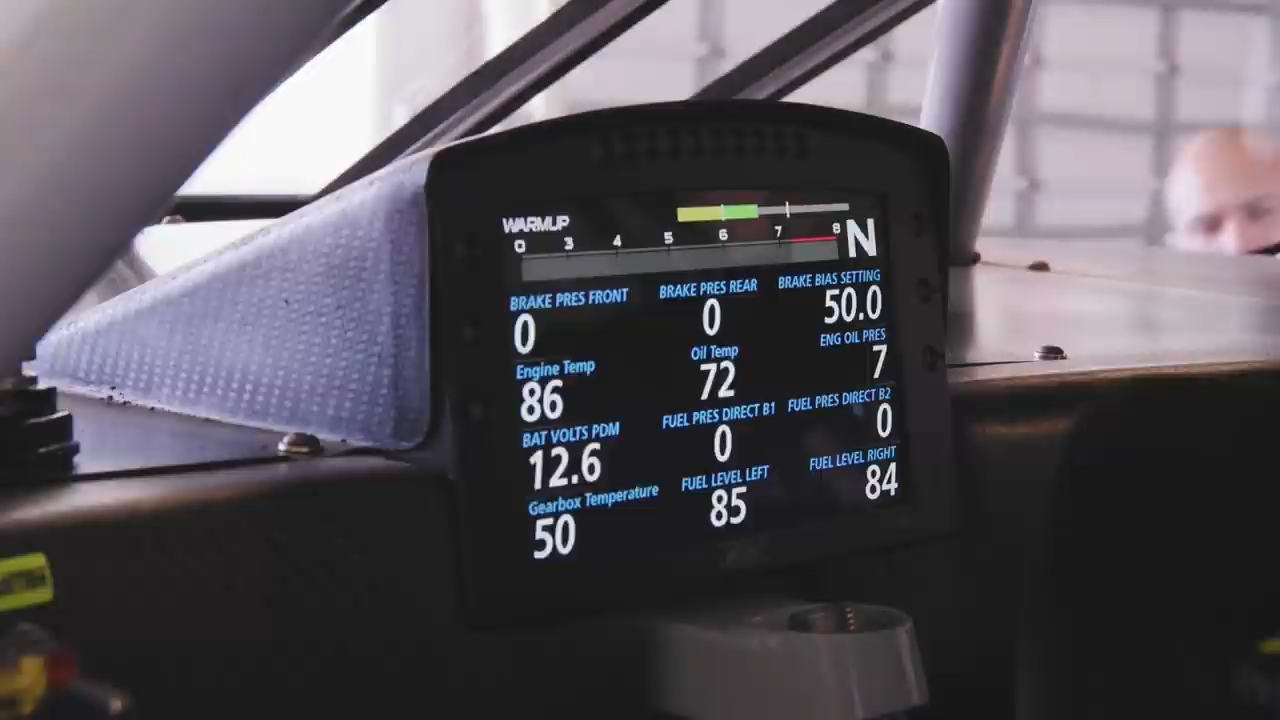 WARMUP
0 3 4 5 6 7 8 N
BRAKE PRES FRONT BRAKE PRES REAR BRAKE BIAS SETTING
0 0 50.0
Engine Temp Oil Temp ENG OIL PRES
86 72 7
BAT VOLTS PDM FUEL PRES DIRECT B1 FUEL PRES DIRECT B2
12.6 0 0
Gearbox Temperature FUEL LEVEL LEFT FUEL LEVEL RIGHT
50 85 84